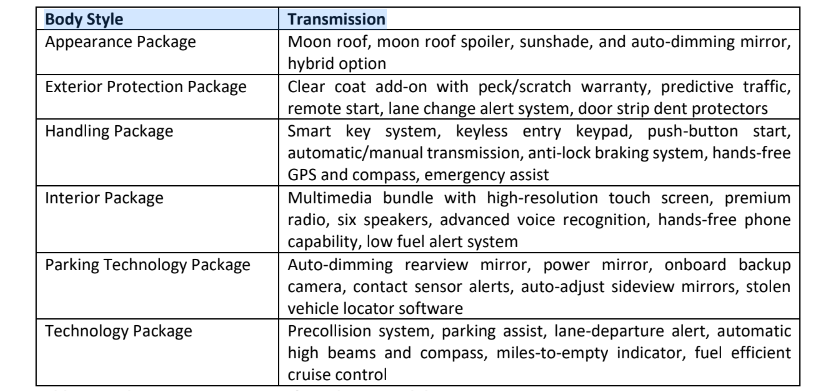 Body Style Transmission
Appearance Package Moon roof, moon roof spoiler, sunshade, and auto-dimming mirror,
hybrid option
Exterior Protection Package Clear coat add-on with peck/scratch warranty, predictive traffic,
remote start, lane change alert system, door strip dent protectors
Handling Package Smart key system, keyless entry keypad, push-button start,
automatic/manual transmission, anti-lock braking system, hands-free
GPS and compass, emergency assist
Interior Package Multimedia bundle with high-resolution touch screen, premium
radio, six speakers, advanced voice recognition, hands-free phone
capability, low fuel alert system
Parking Technology Package Auto-dimming rearview mirror, power mirror, onboard backup
camera, contact sensor alerts, auto-adjust sideview mirrors, stolen
vehicle locator software
Technology Package Precollision system, parking assist, lane-departure alert, automatic
high beams and compass, miles-to-empty indicator, fuel efficient
cruise control